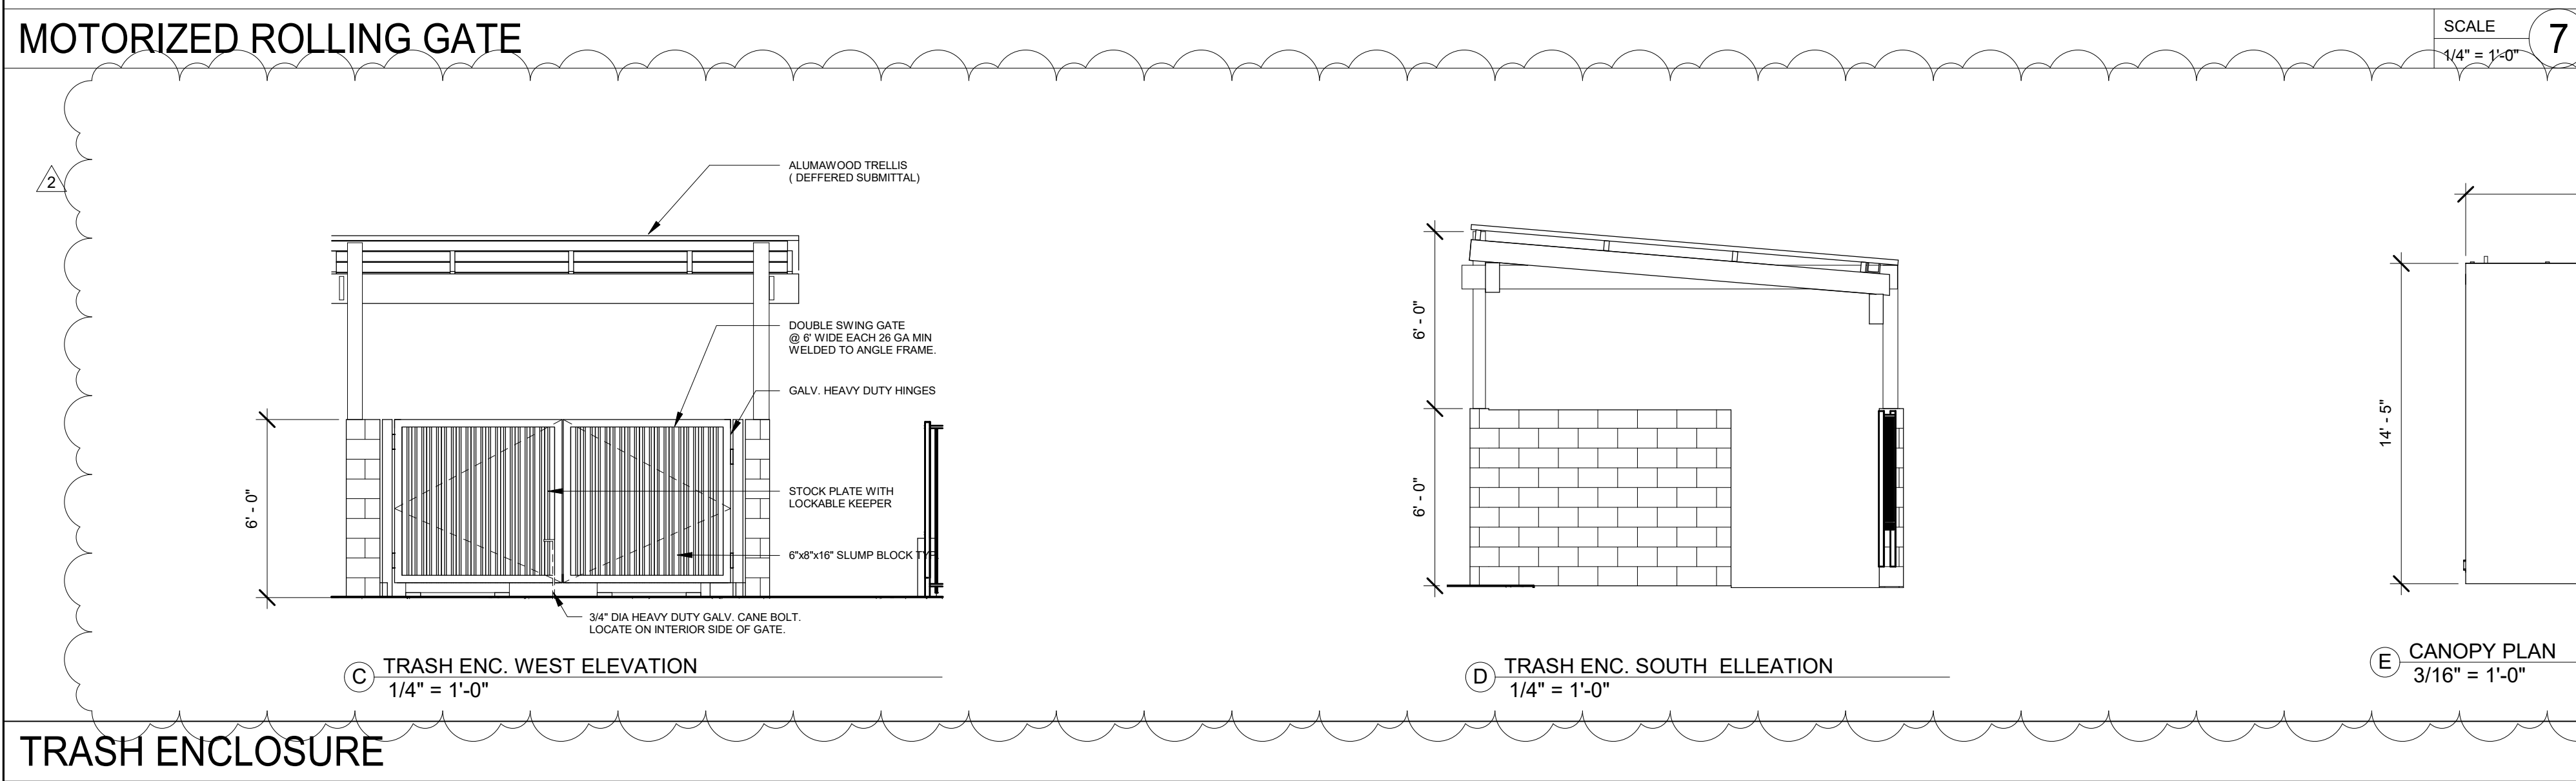 MOTORIZED ROLLING GATE
SCALE
1/4" = 1'-0"
7
2
ALUMAWOOD TRELLIS
( DEFFERED SUBMITTAL)
DOUBLE SWING GATE
@ 6' WIDE EACH 26 GA MIN
WELDED TO ANGLE FRAME.
GALV. HEAVY DUTY HINGES
STOCK PLATE WITH
LOCKABLE KEEPER
6"x8"x16" SLUMP BLOCK TYP.
3/4" DIA HEAVY DUTY GALV. CANE BOLT.
LOCATE ON INTERIOR SIDE OF GATE.
6' - 0"
C
TRASH ENC. WEST ELEVATION
1/4" = 1'-0"
6' - 0"
6' - 0"
D
TRASH ENC. SOUTH ELLEATION
1/4" = 1'-0"
14' - 5"
E
CANOPY PLAN
3/16" = 1'-0"
TRASH ENCLOSURE